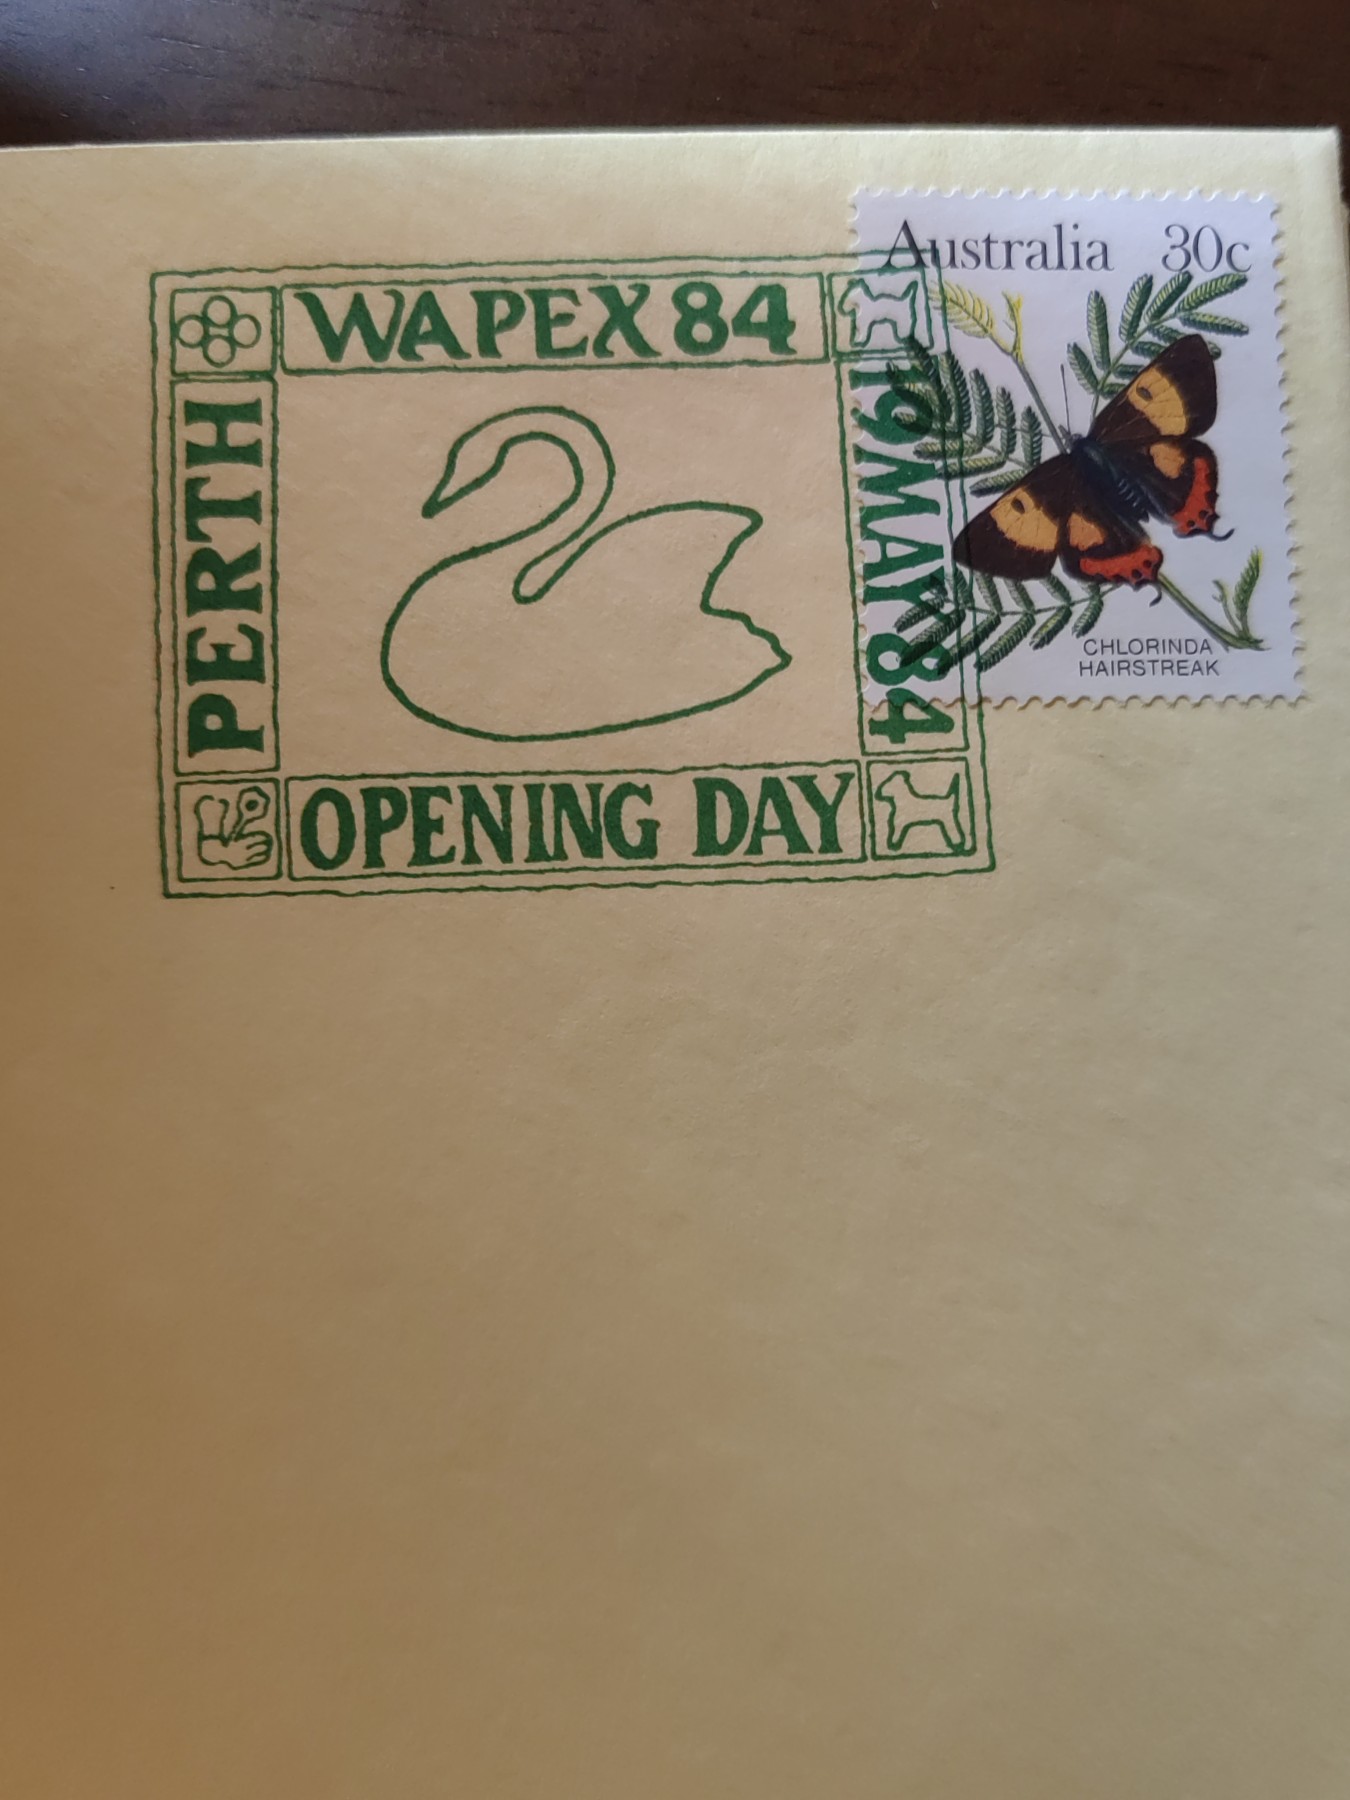 Australia 30c
WAPEX 84
PERTH
19 MAY 84
OPENING DAY
CHLORINDA
HAIRSTREAK